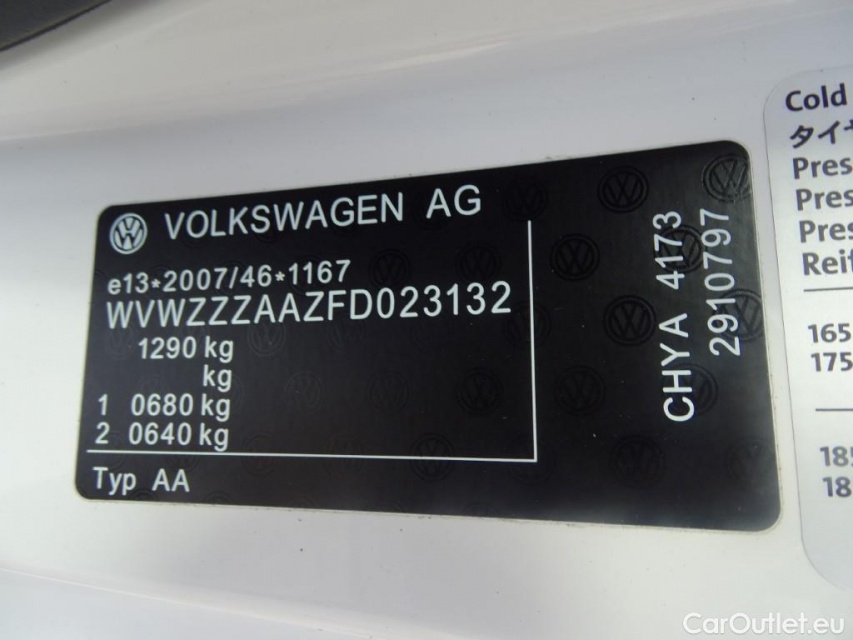 VOLKSWAGEN AG
e13*2007/46*1167
WVWZZZAAZFD023132
1290 kg
kg
1 0680 kg
2 0640 kg
Typ AA
CHYA 4173
2910797
Cold
タイ
Pres
Pres
Pres
Reif
165
175
185
18
CarOutlet.eu